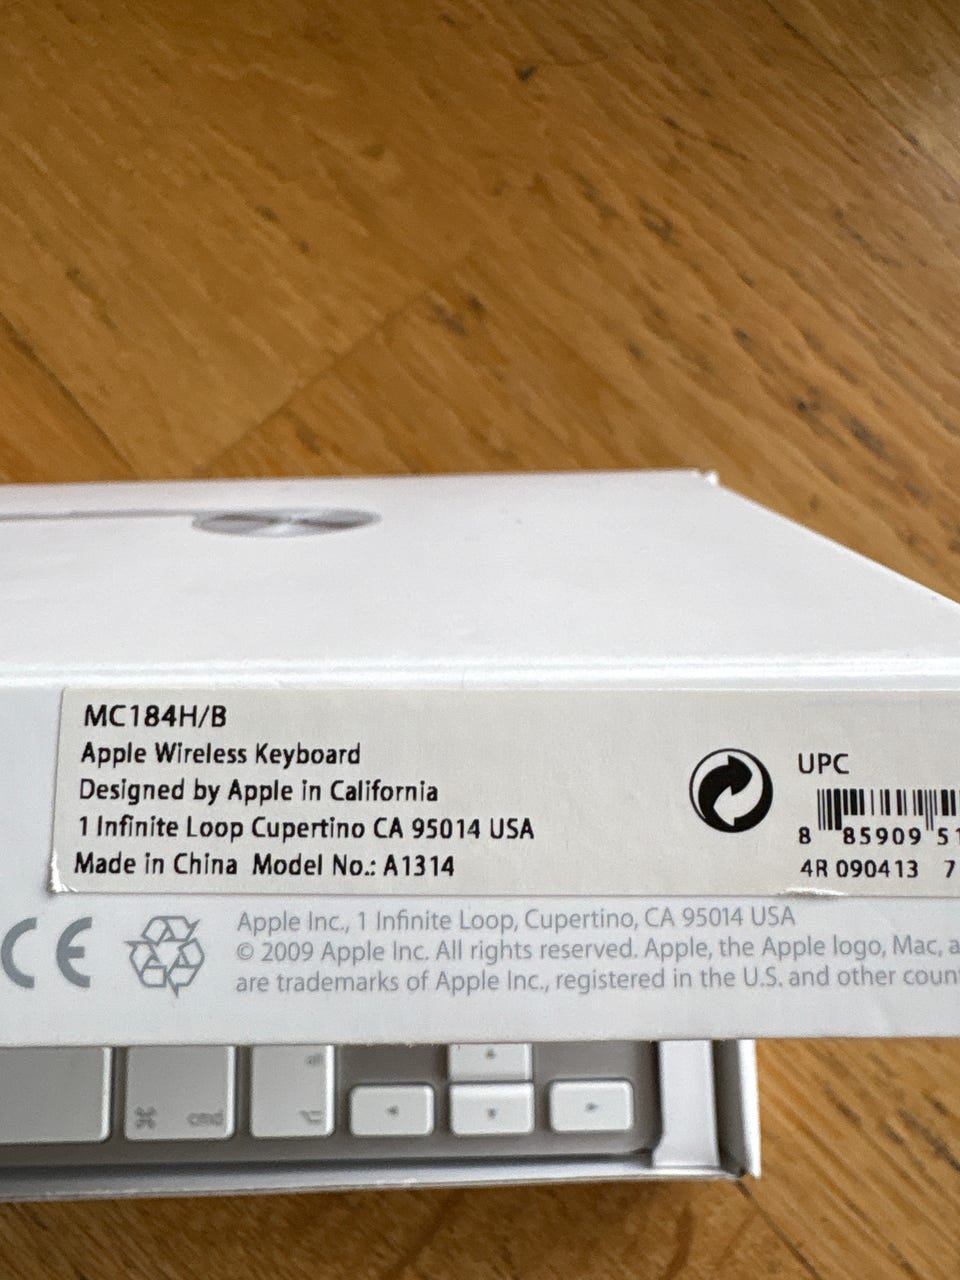 MC184H/B
Apple Wireless Keyboard
Designed by Apple in California
1 Infinite Loop Cupertino CA 95014 USA
Made in China Model No.: A1314
UPC
8 85909 51
4R 090413 7
CE
Apple Inc., 1 Infinite Loop, Cupertino, CA 95014 USA
© 2009 Apple Inc. All rights reserved. Apple, the Apple logo, Mac, a
are trademarks of Apple Inc., registered in the U.S. and other coun
⌘ cmd
alt ⌥